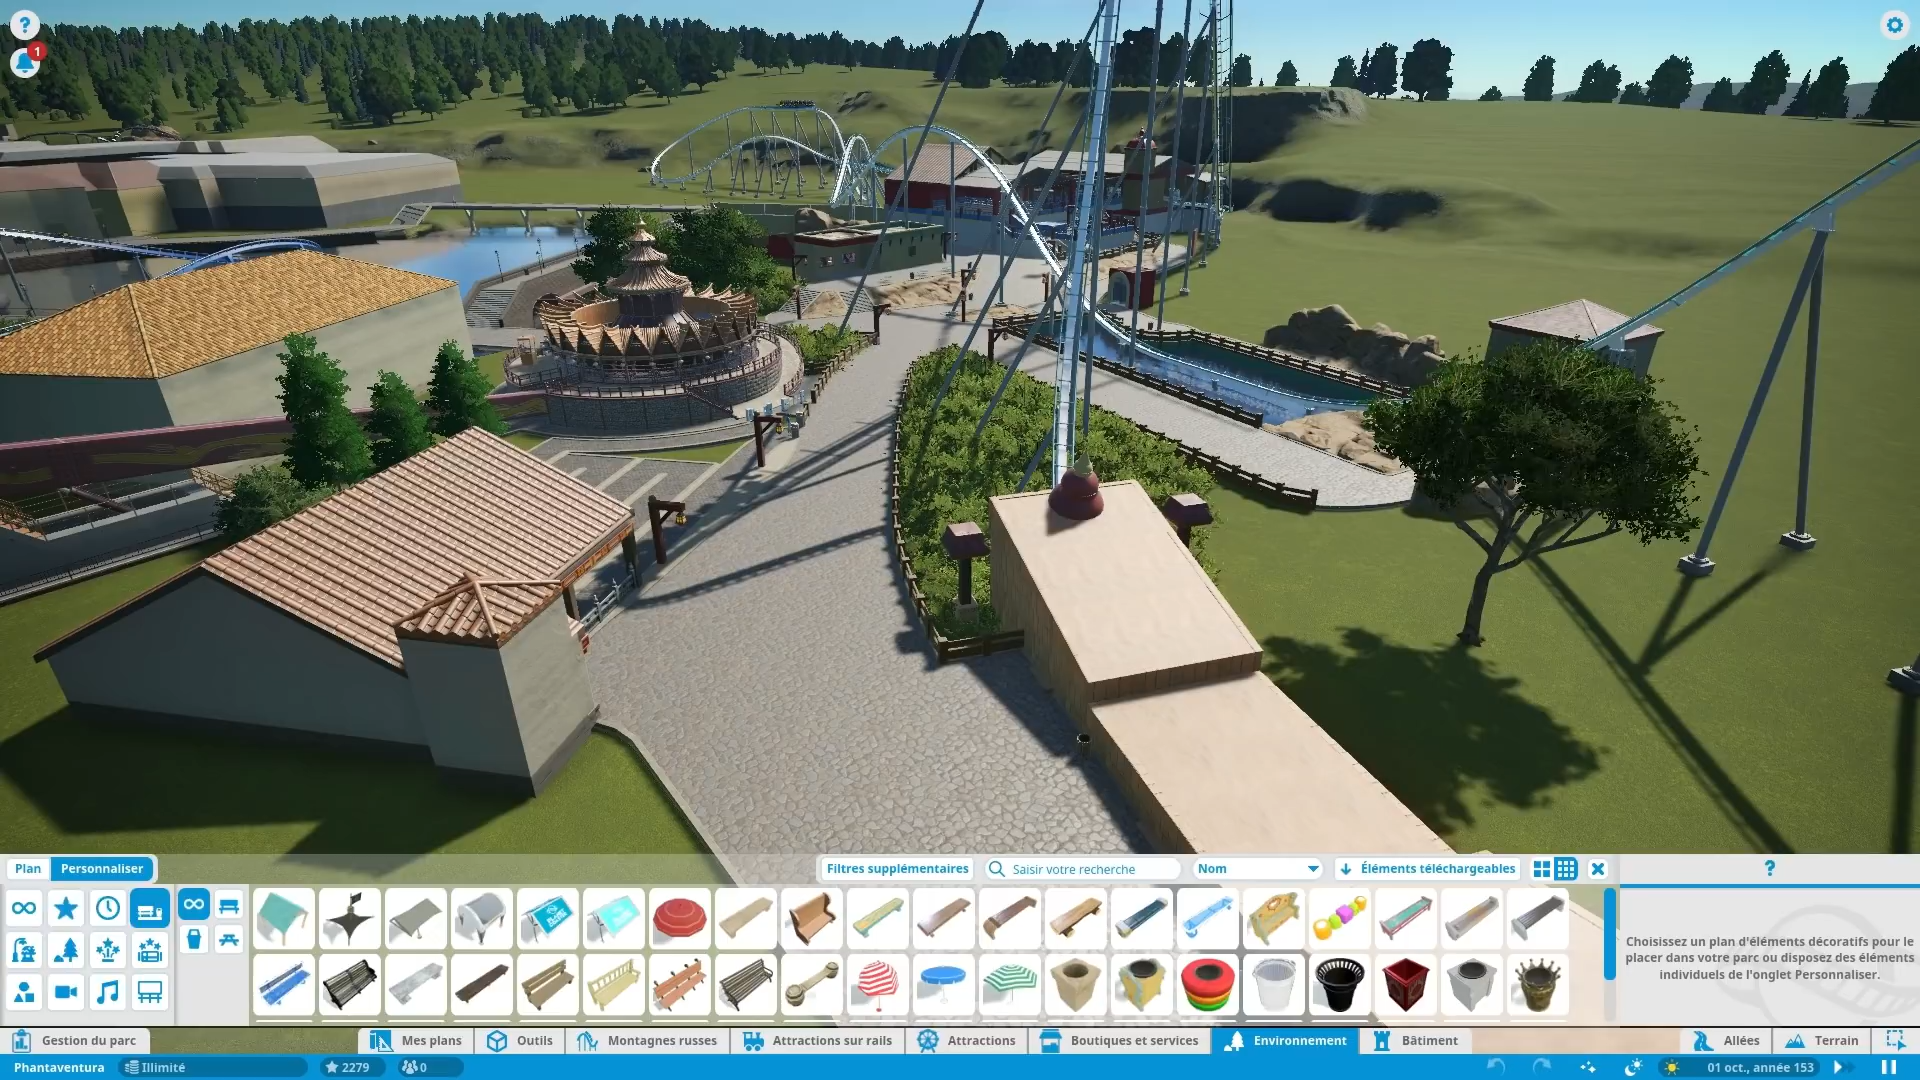 ?
1
Plan
Personnaliser
Filtres supplémentaires
Saisir votre recherche
Nom
Éléments téléchargeables
?
Choisissez un plan d'éléments décoratifs pour le
placer dans votre parc ou disposez des éléments
individuels de l'onglet Personnaliser.
Gestion du parc
Mes plans
Outils
Montagnes russes
Attractions sur rails
Attractions
Boutiques et services
Environnement
Bâtiment
Allées
Terrain
Phantaventura
Illimité
2279
0
01 oct., année 153